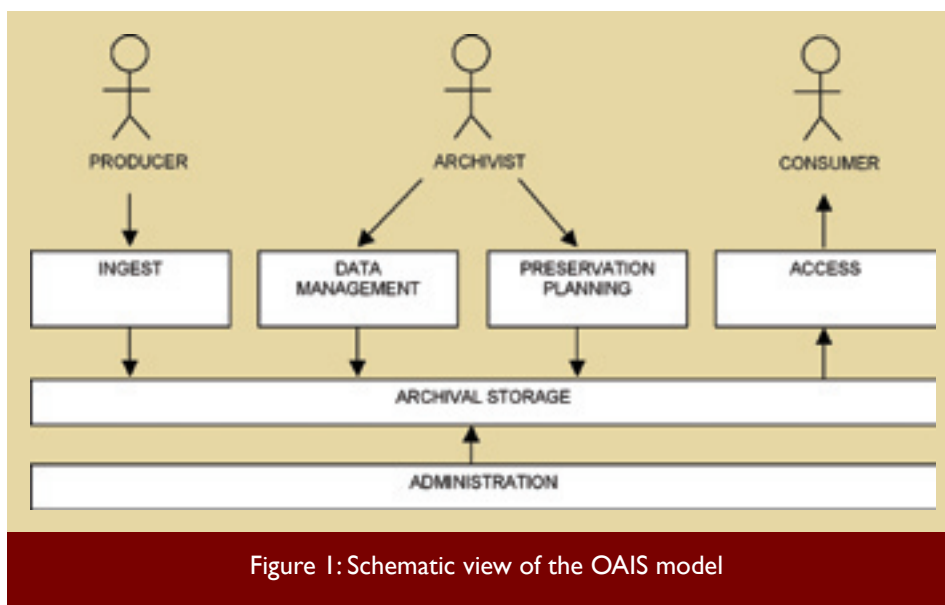 PRODUCER
ARCHIVIST
CONSUMER
INGEST
DATA
MANAGEMENT
PRESERVATION
PLANNING
ACCESS
ARCHIVAL STORAGE
ADMINISTRATION
Figure 1: Schematic view of the OAIS model